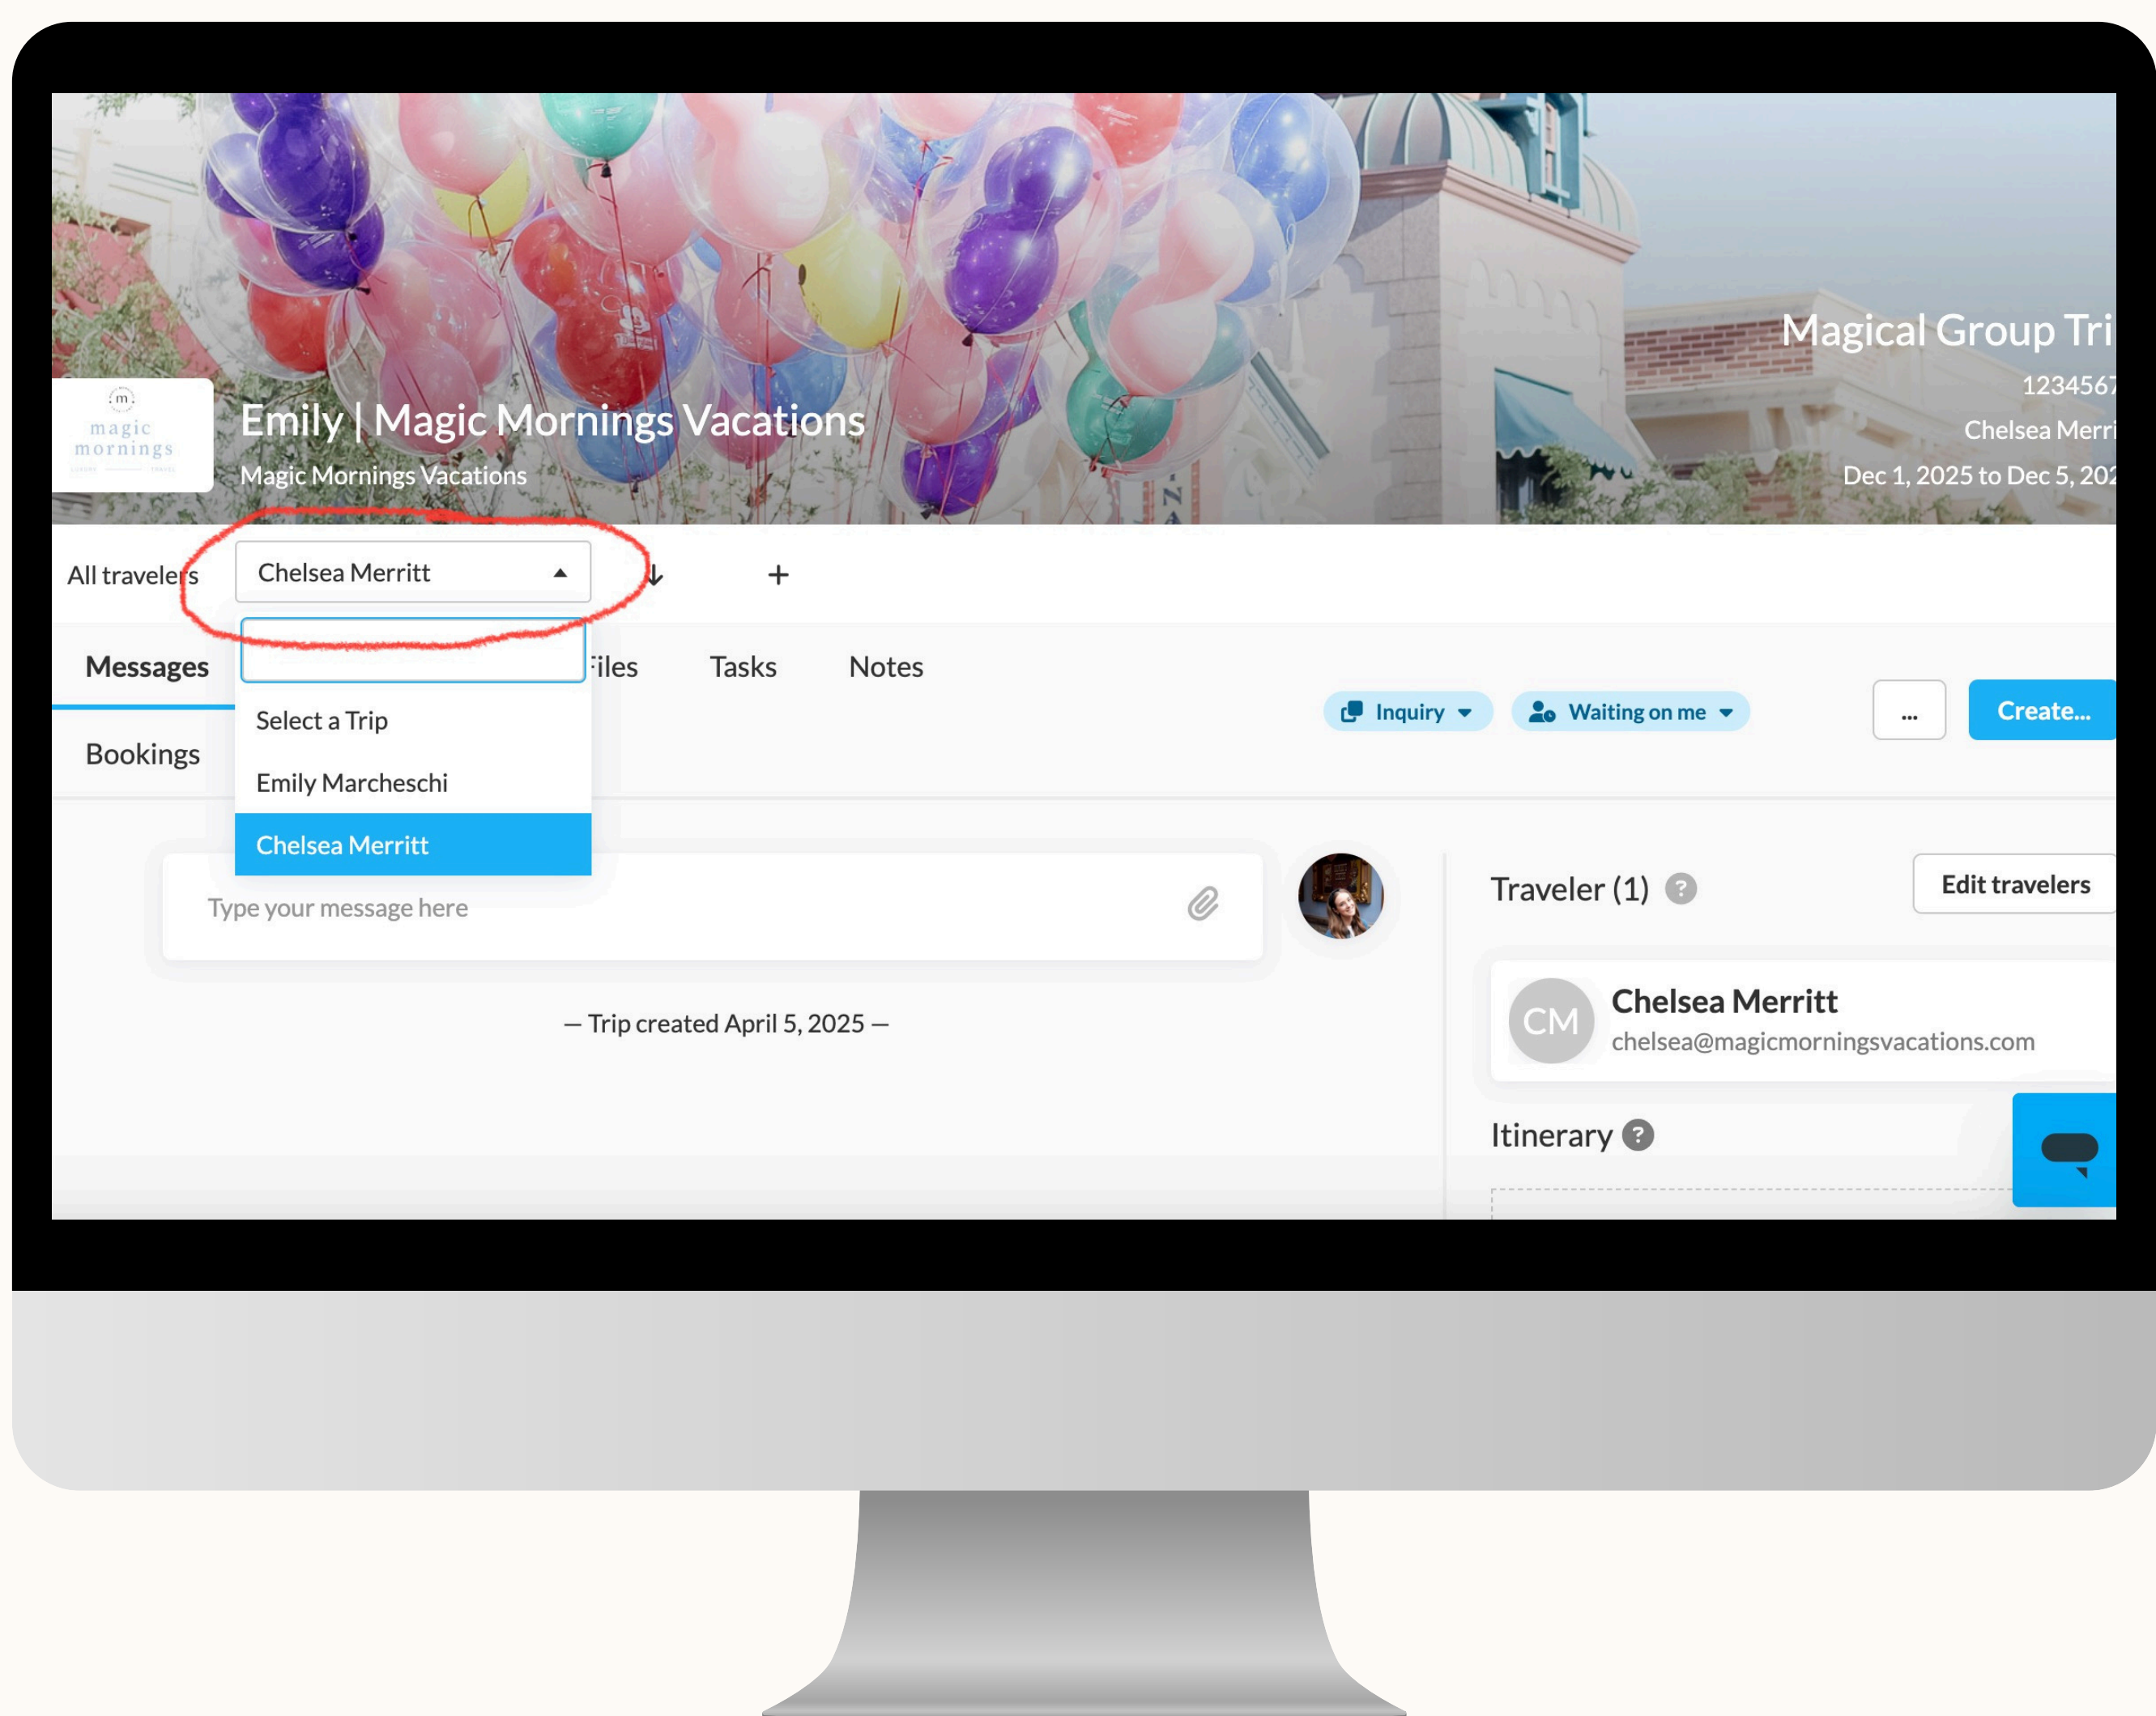 Magical Group Tri
1234567
Chelsea Merri
Dec 1, 2025 to Dec 5, 202
m
magic
mornings
Emily | Magic Mornings Vacations
Magic Mornings Vacations
All travelers
Chelsea Merritt
+
Messages
Files
Tasks
Notes
Select a Trip
Inquiry
Waiting on me
...
Create...
Bookings
Emily Marcheschi
Chelsea Merritt
Type your message here
Traveler (1) ?
Edit travelers
CM
Chelsea Merritt
chelsea@magicmorningsvacations.com
— Trip created April 5, 2025 —
Itinerary ?